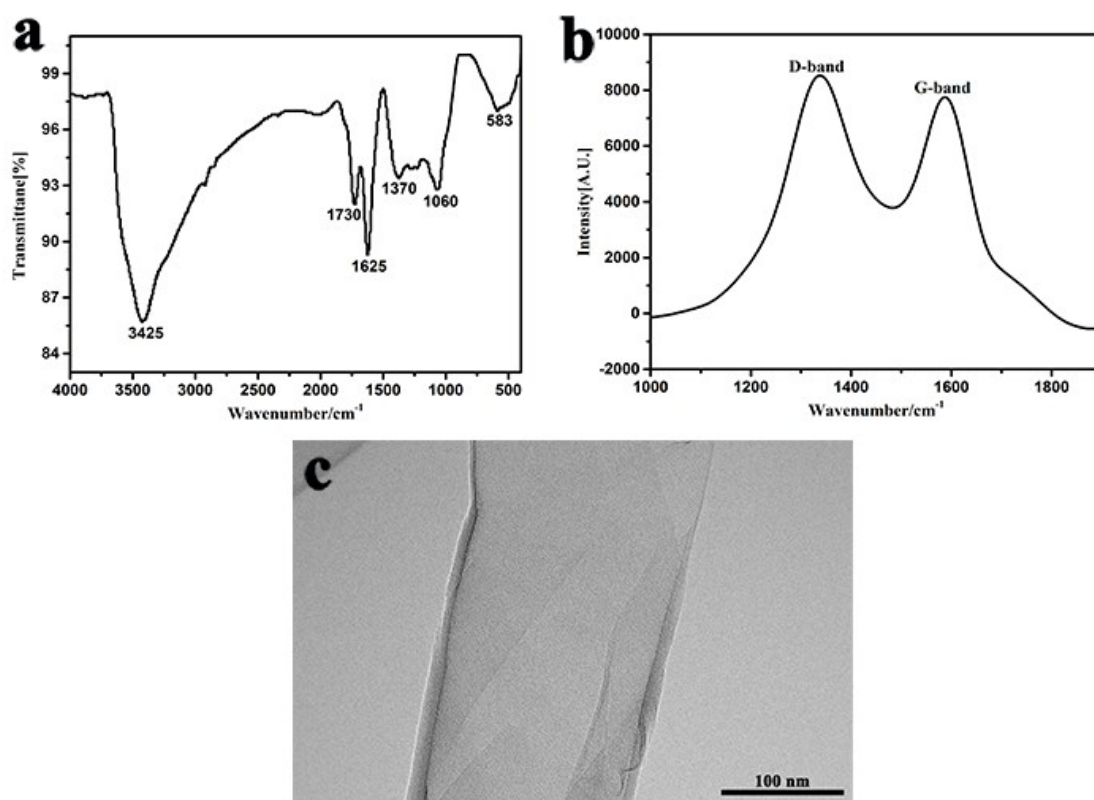 a
Transmittane[%]
99
96
93
90
87
84
3425
1730
1625
1370
1060
583
4000 3500 3000 2500 2000 1500 1000 500
Wavenumber/cm⁻¹
b
Intensity[A.U.]
10000
8000
6000
4000
2000
0
-2000
D-band
G-band
1000 1200 1400 1600 1800
Wavenumber/cm⁻¹
c
100 nm